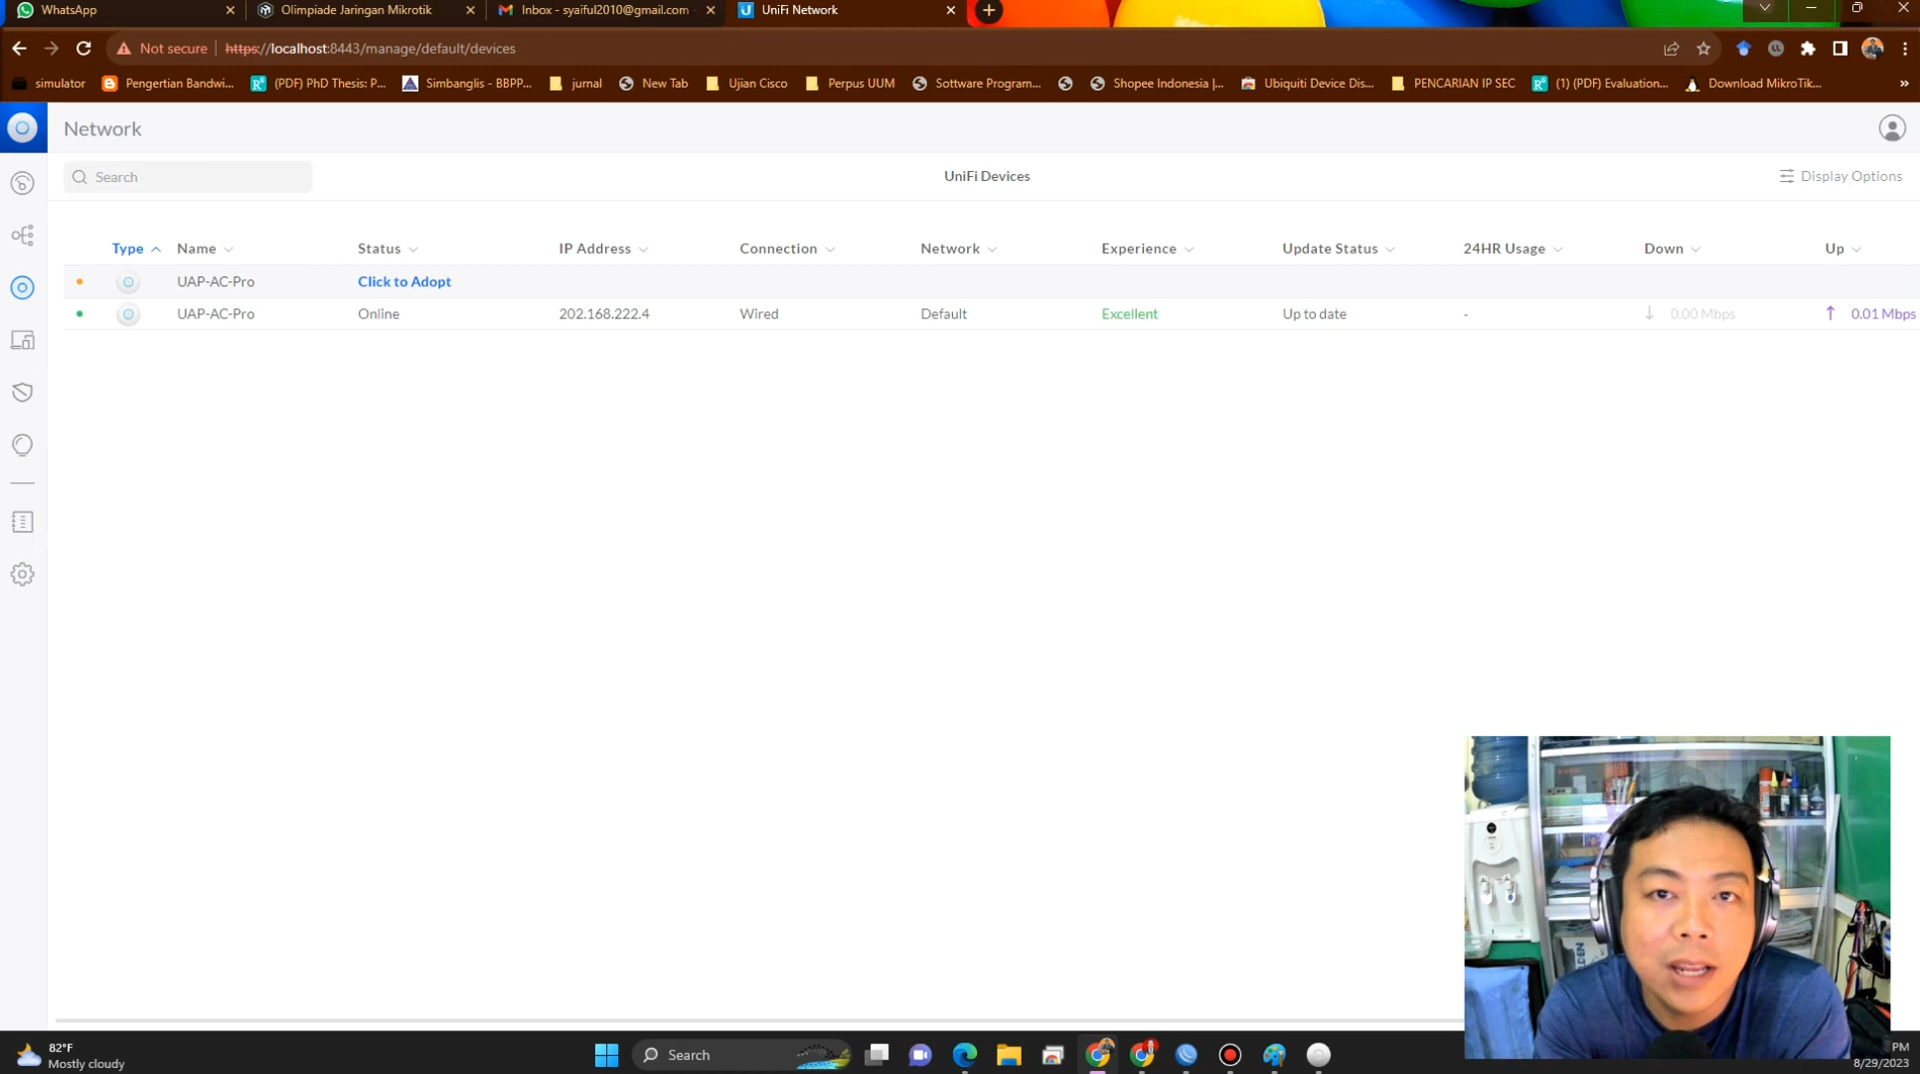 WhatsApp
Olimpiade Jaringan Mikrotik
Inbox - syaiful2010@gmail.com
UniFi Network
Not secure
https://localhost:8443/manage/default/devices
simulator
Pengertian Bandwi...
(PDF) PhD Thesis: P...
Simbanglis - BBPP...
jurnal
New Tab
Ujian Cisco
Perpus UUM
Sottware Program...
Shopee Indonesia |...
Ubiquiti Device Dis...
PENCARIAN IP SEC
(1) (PDF) Evaluation...
Download MikroTik...
»
Network
Search
UniFi Devices
Display Options
Type Name Status IP Address Connection Network Experience Update Status 24HR Usage Down Up
UAP-AC-Pro Click to Adopt
UAP-AC-Pro Online 202.168.222.4 Wired Default Excellent Up to date - 0.00 Mbps 0.01 Mbps
82°F
Mostly cloudy
Search
PM
8/29/2023